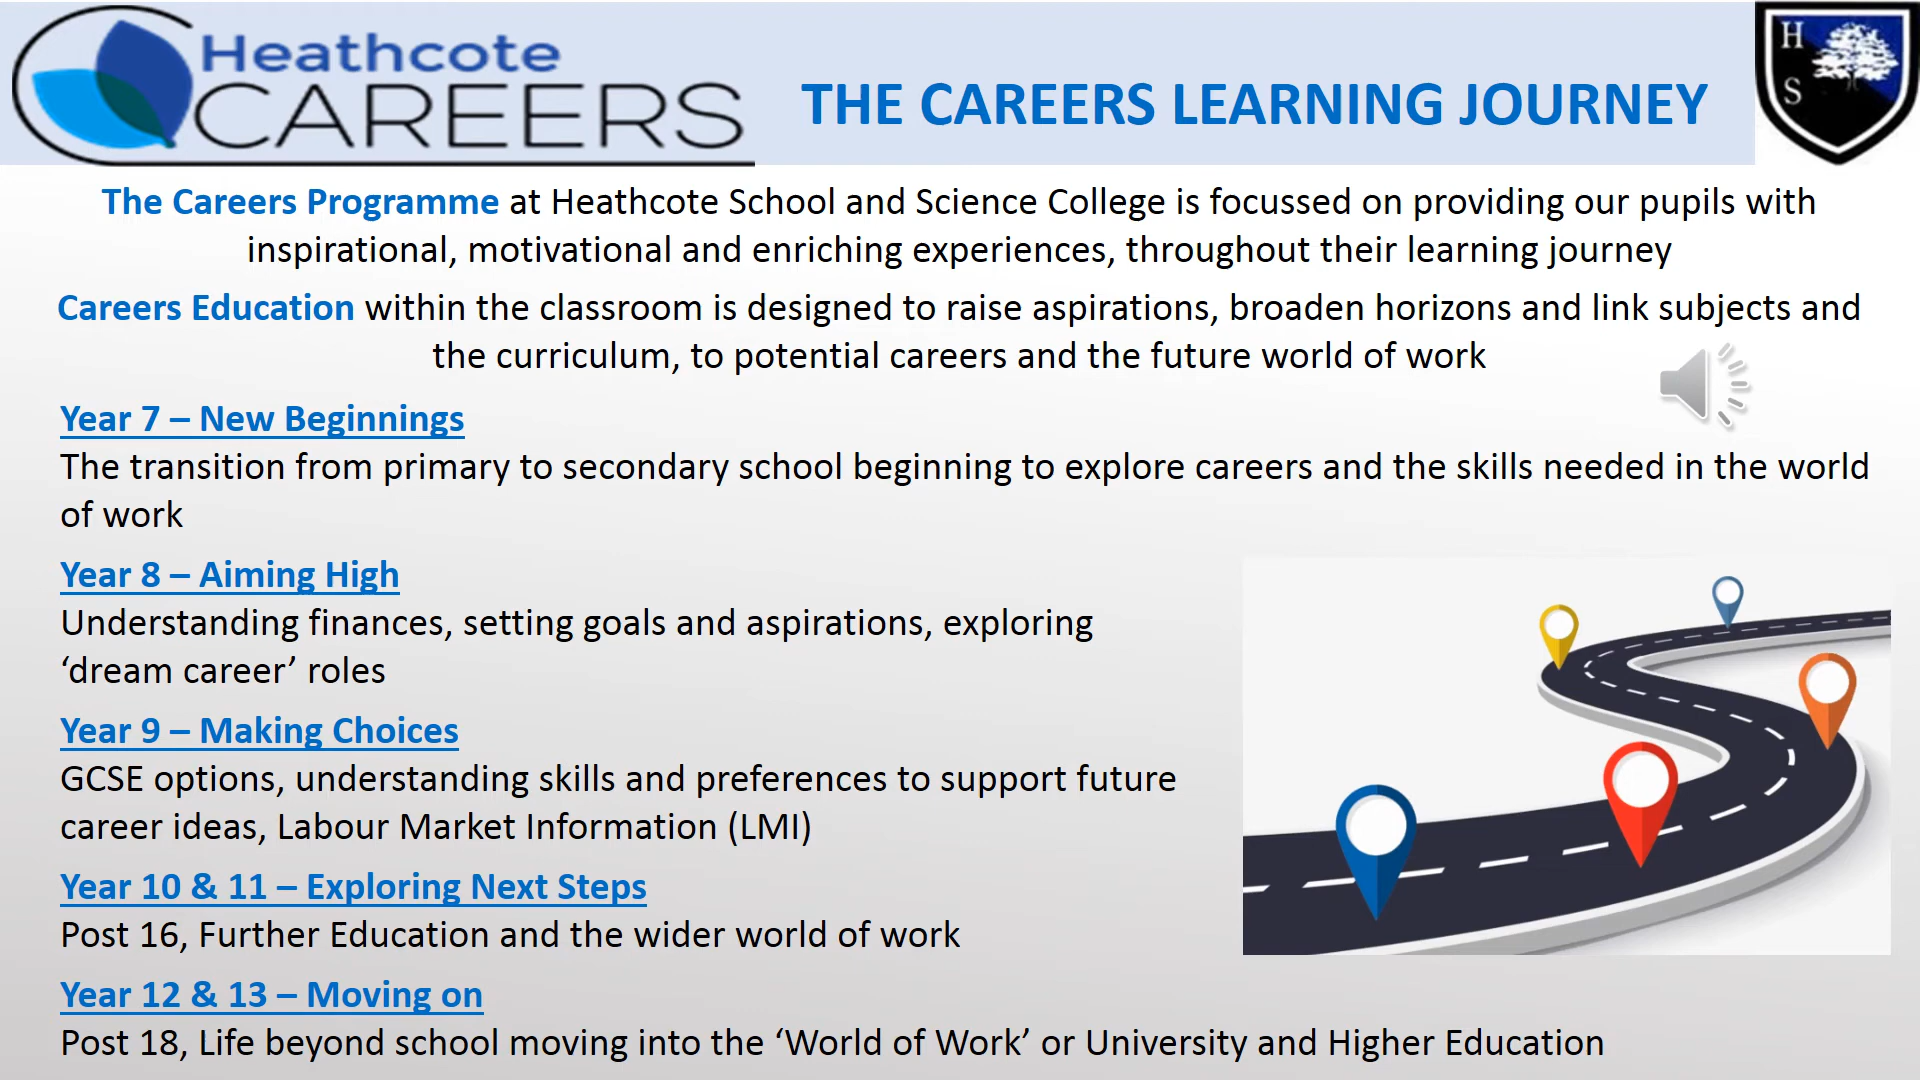 Heathcote
CAREERS
THE CAREERS LEARNING JOURNEY
H
S
The Careers Programme at Heathcote School and Science College is focussed on providing our pupils with
inspirational, motivational and enriching experiences, throughout their learning journey
Careers Education within the classroom is designed to raise aspirations, broaden horizons and link subjects and
the curriculum, to potential careers and the future world of work
Year 7 – New Beginnings
The transition from primary to secondary school beginning to explore careers and the skills needed in the world
of work
Year 8 – Aiming High
Understanding finances, setting goals and aspirations, exploring
‘dream career’ roles
Year 9 – Making Choices
GCSE options, understanding skills and preferences to support future
career ideas, Labour Market Information (LMI)
Year 10 & 11 – Exploring Next Steps
Post 16, Further Education and the wider world of work
Year 12 & 13 – Moving on
Post 18, Life beyond school moving into the ‘World of Work’ or University and Higher Education